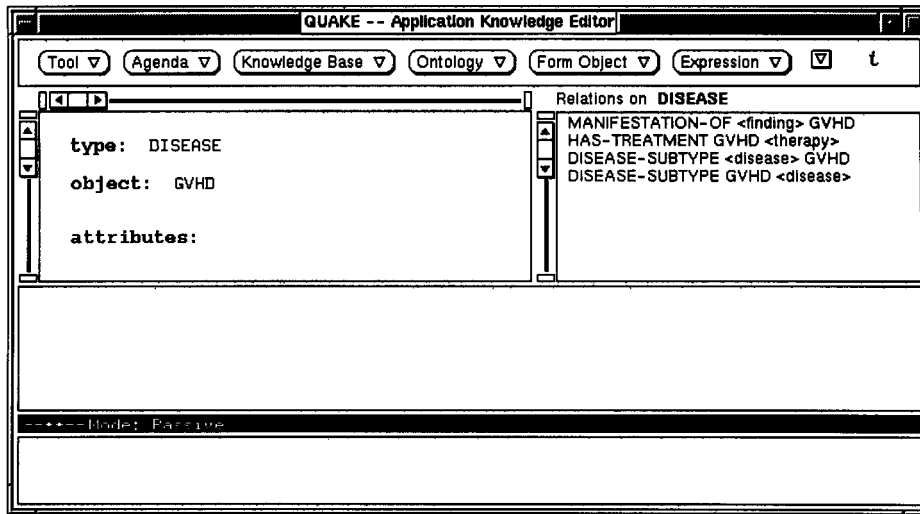 QUAKE -- Application Knowledge Editor
Tool Agenda Knowledge Base Ontology Form Object Expression t
Relations on DISEASE
type: DISEASE
object: GVHD
attributes:
MANIFESTATION-OF <finding> GVHD
HAS-TREATMENT GVHD <therapy>
DISEASE-SUBTYPE <disease> GVHD
DISEASE-SUBTYPE GVHD <disease>
--**--Mode: Passive